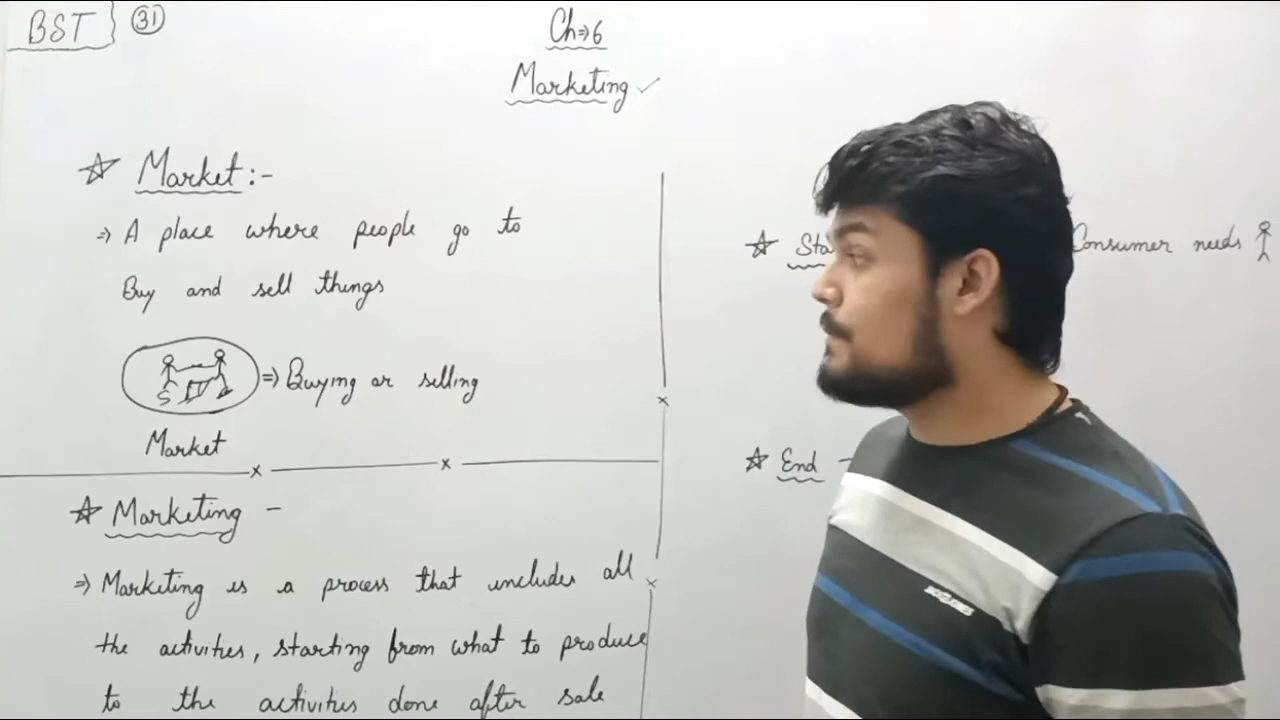 BST 31
Ch⇒6
Marketing
Market:-
⇒ A place where people go to
Buy and sell things
⇒ Buying or selling
Market
Marketing -
⇒ Marketing is a process that includes all
the activities, starting from what to produce
to the activities done after sale
Consumer needs
End -